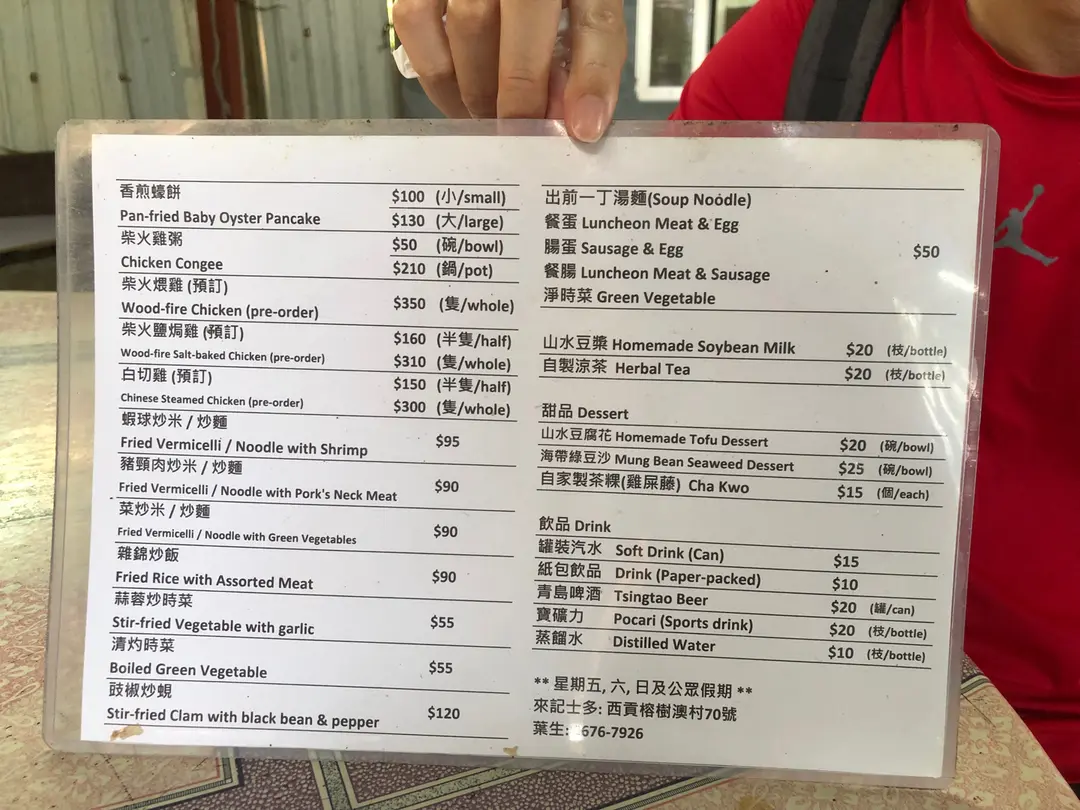 香煎蠔餅 $100 (小/small)
Pan-fried Baby Oyster Pancake $130 (大/large)
柴火雞粥 $50 (碗/bowl)
Chicken Congee $210 (鍋/pot)
柴火煨雞 (預訂)
Wood-fire Chicken (pre-order) $350 (隻/whole)
柴火鹽焗雞 (預訂) $160 (半隻/half)
Wood-fire Salt-baked Chicken (pre-order) $310 (隻/whole)
白切雞 (預訂) $150 (半隻/half)
Chinese Steamed Chicken (pre-order) $300 (隻/whole)
蝦球炒米 / 炒麵
Fried Vermicelli / Noodle with Shrimp $95
豬頸肉炒米 / 炒麵
Fried Vermicelli / Noodle with Pork's Neck Meat $90
菜炒米 / 炒麵
Fried Vermicelli / Noodle with Green Vegetables $90
雜錦炒飯
Fried Rice with Assorted Meat $90
蒜蓉炒時菜
Stir-fried Vegetable with garlic $55
清灼時菜
Boiled Green Vegetable $55
豉椒炒蜆
Stir-fried Clam with black bean & pepper $120
出前一丁湯麵(Soup Noodle)
餐蛋 Luncheon Meat & Egg
腸蛋 Sausage & Egg $50
餐腸 Luncheon Meat & Sausage
淨時菜 Green Vegetable
山水豆漿 Homemade Soybean Milk $20 (枝/bottle)
自製涼茶 Herbal Tea $20 (枝/bottle)
甜品 Dessert
山水豆腐花 Homemade Tofu Dessert $20 (碗/bowl)
海帶綠豆沙 Mung Bean Seaweed Dessert $25 (碗/bowl)
自家製茶粿(雞屎藤) Cha Kwo $15 (個/each)
飲品 Drink
罐裝汽水 Soft Drink (Can) $15
紙包飲品 Drink (Paper-packed) $10
青島啤酒 Tsingtao Beer $20 (罐/can)
寶礦力 Pocari (Sports drink) $20 (枝/bottle)
蒸餾水 Distilled Water $10 (枝/bottle)
** 星期五, 六, 日及公眾假期 **
來記士多: 西貢榕樹澳村70號
葉生: